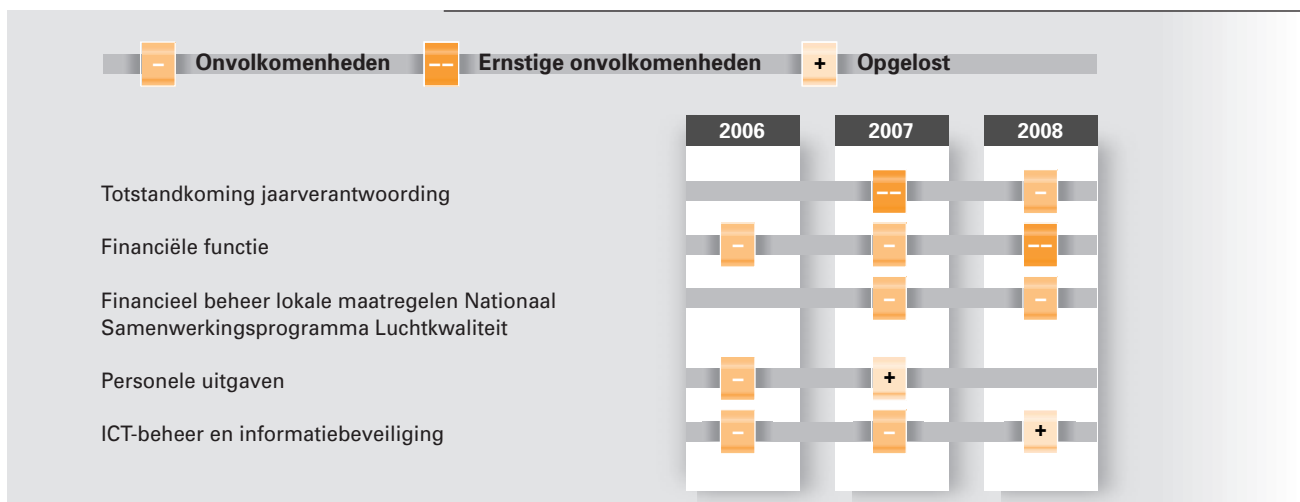 – Onvolkomenheden –– Ernstige onvolkomenheden + Opgelost
2006 2007 2008
Totstandkoming jaarverantwoording –– –
Financiële functie – – ––
Financieel beheer lokale maatregelen Nationaal
Samenwerkingsprogramma Luchtkwaliteit – –
Personele uitgaven – +
ICT-beheer en informatiebeveiliging – – +